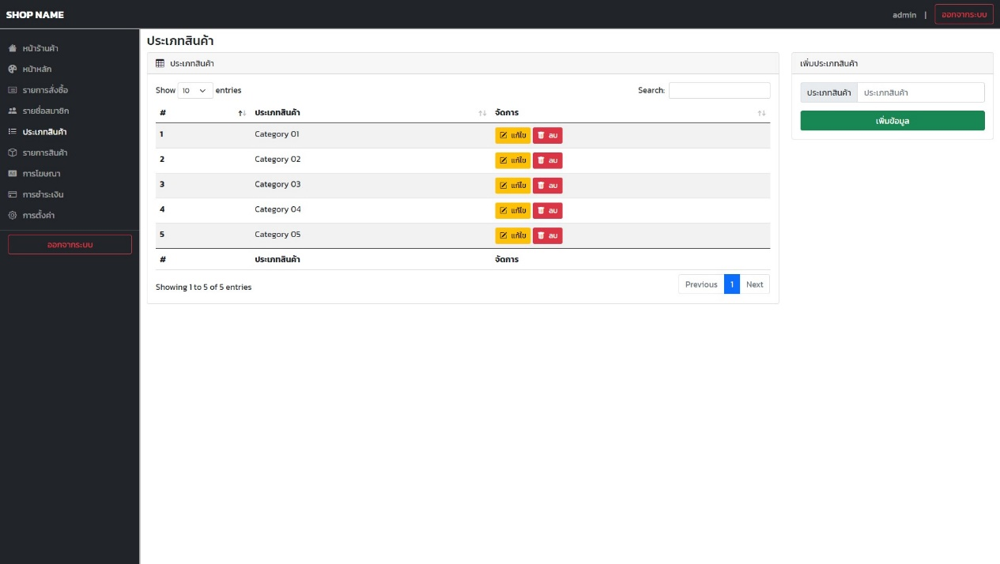 SHOP NAME
admin | ออกจากระบบ
หน้าร้านค้า
หน้าหลัก
รายการสั่งซื้อ
รายชื่อสมาชิก
ประเภทสินค้า
รายการสินค้า
การโฆษณา
การชำระเงิน
การตั้งค่า
ออกจากระบบ
ประเภทสินค้า
ประเภทสินค้า
Show 10 entries Search:
# ประเภทสินค้า จัดการ
1 Category 01 แก้ไข ลบ
2 Category 02 แก้ไข ลบ
3 Category 03 แก้ไข ลบ
4 Category 04 แก้ไข ลบ
5 Category 05 แก้ไข ลบ
# ประเภทสินค้า จัดการ
Showing 1 to 5 of 5 entries Previous 1 Next
เพิ่มประเภทสินค้า
ประเภทสินค้า ประเภทสินค้า
เพิ่มข้อมูล